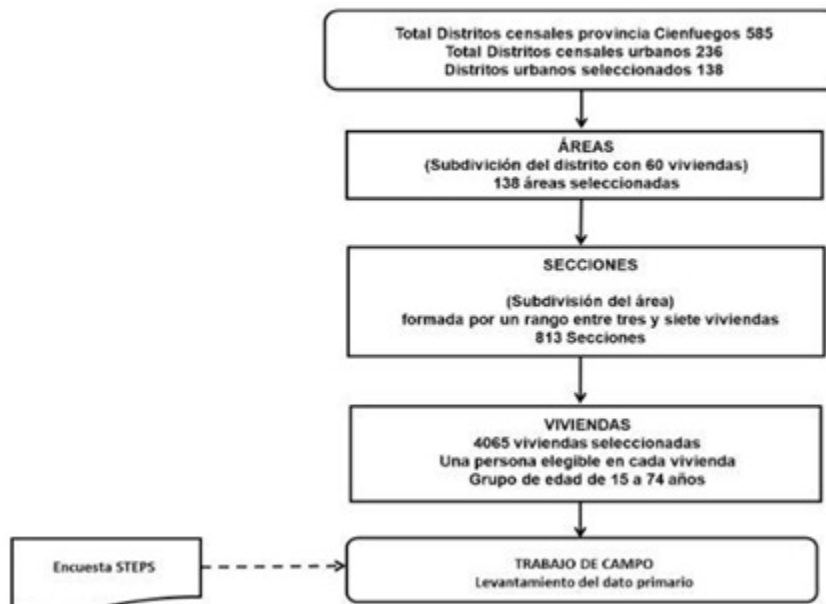 Total Distritos censales provincia Cienfuegos 585
Total Distritos censales urbanos 236
Distritos urbanos seleccionados 138
ÁREAS
(Subdivición del distrito con 60 viviendas)
138 áreas seleccionadas
SECCIONES
(Subdivisión del área)
formada por un rango entre tres y siete viviendas
813 Secciones
VIVIENDAS
4065 viviendas seleccionadas
Una persona elegible en cada vivienda
Grupo de edad de 15 a 74 años
Encuesta STEPS
TRABAJO DE CAMPO
Levantamiento del dato primario